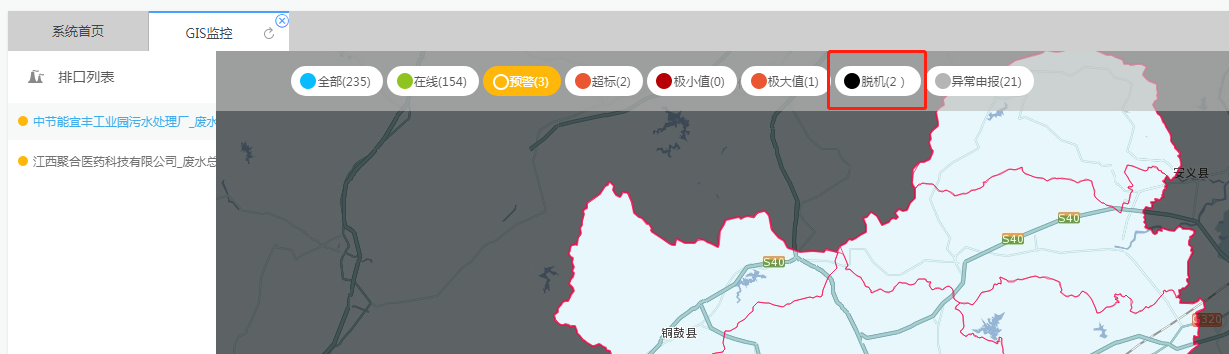 系统首页
GIS监控
排口列表
全部(235)
在线(154)
预警(3)
超标(2)
极小值(0)
极大值(1)
脱机(2 )
异常申报(21)
中节能宜丰工业园污水处理厂_废水
江西聚合医药科技有限公司_废水总
安义县
S40
S40
S40
G320
铜鼓县